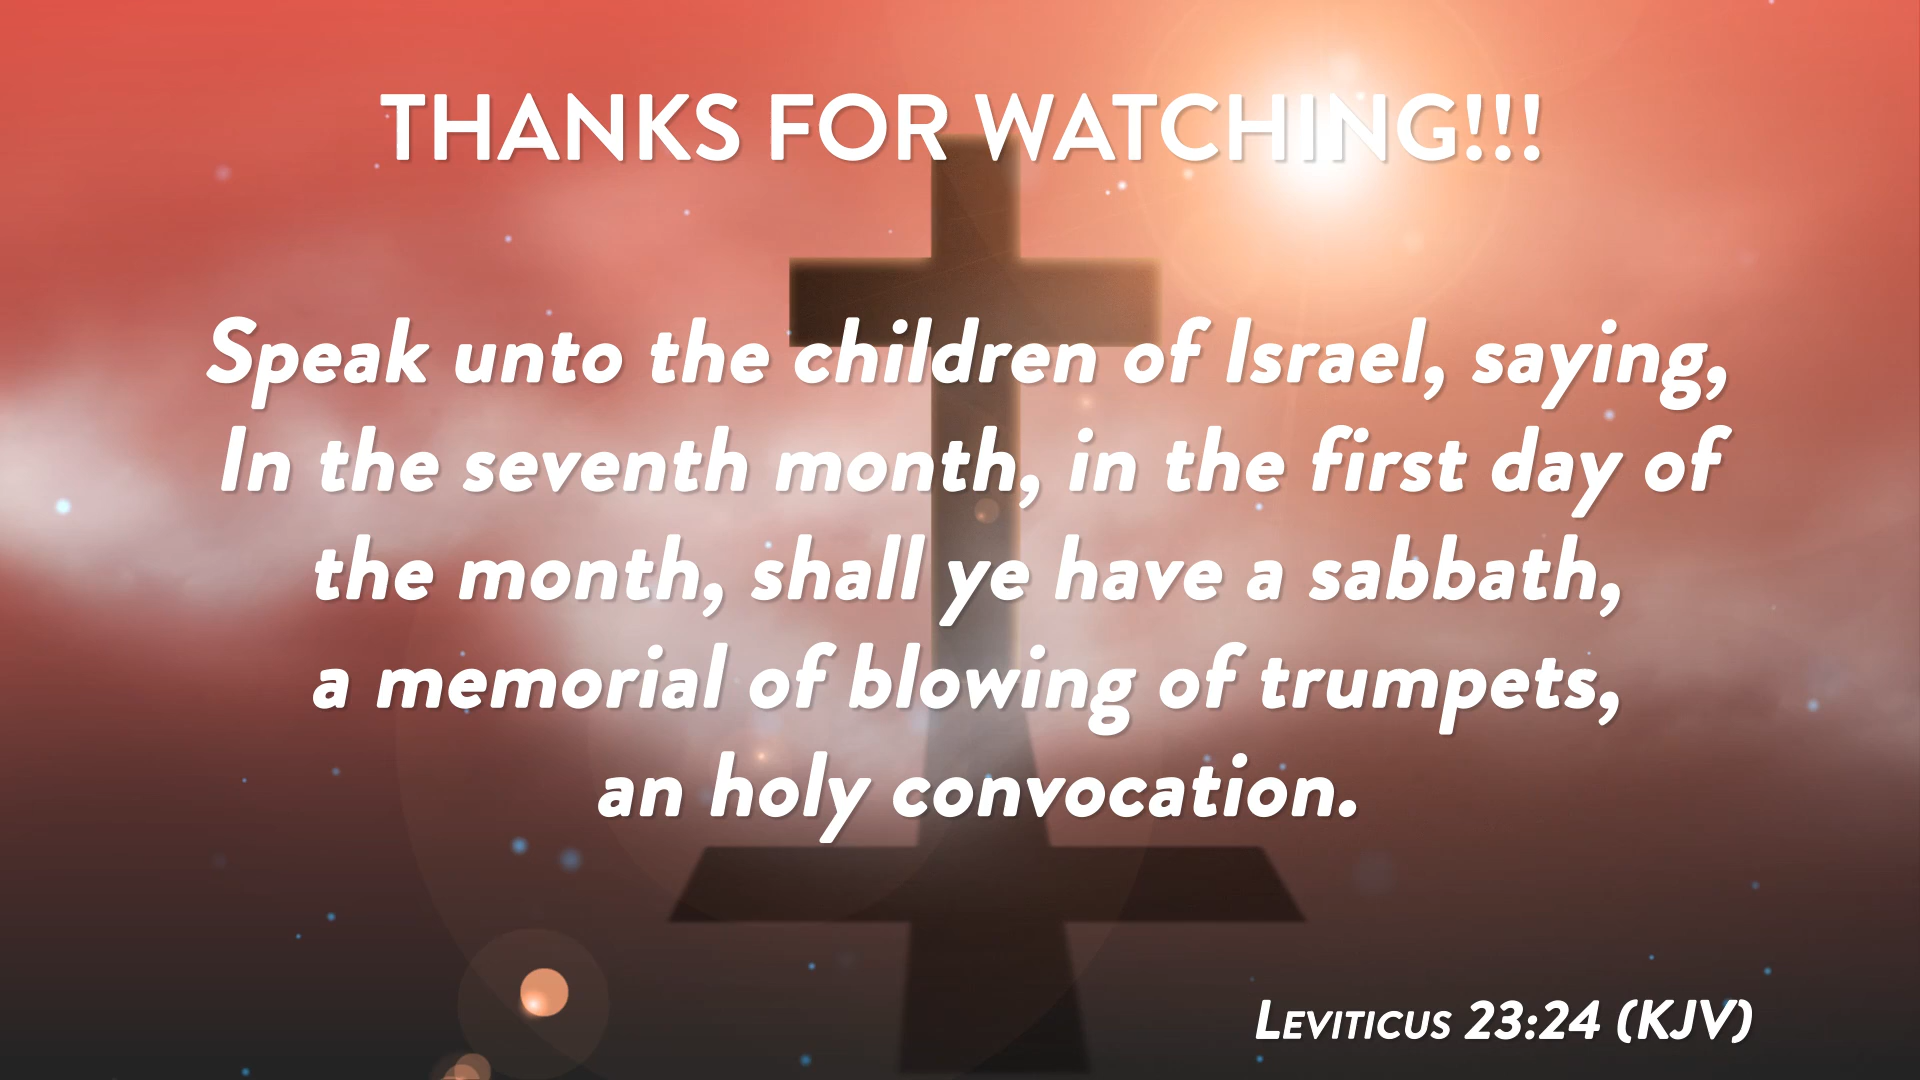 THANKS FOR WATCHING!!!
Speak unto the children of Israel, saying,
In the seventh month, in the first day of
the month, shall ye have a sabbath,
a memorial of blowing of trumpets,
an holy convocation.
Leviticus 23:24 (KJV)